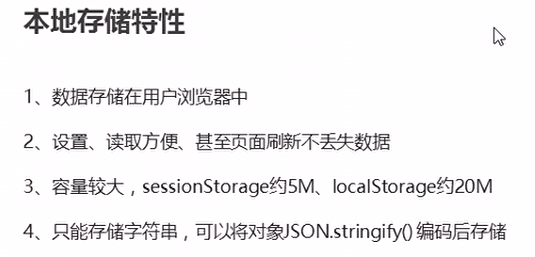 本地存储特性
1、数据存储在用户浏览器中
2、设置、读取方便、甚至页面刷新不丢失数据
3、容量较大，sessionStorage约5M、localStorage约20M
4、只能存储字符串，可以将对象JSON.stringify() 编码后存储